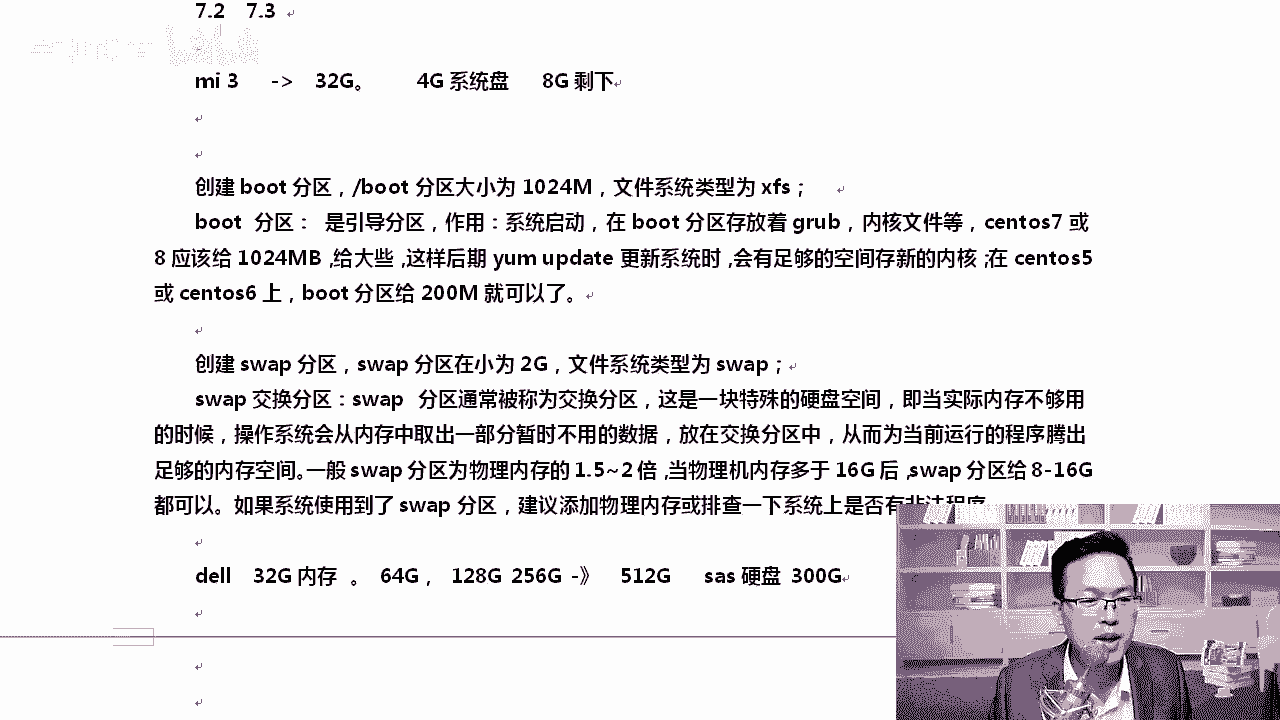 7.2 7.3
mi 3 -> 32G。 4G 系统盘 8G 剩下
创建 boot 分区，/boot 分区大小为 1024M，文件系统类型为 xfs；
boot 分区： 是引导分区，作用：系统启动，在 boot 分区存放着 grub，内核文件等，centos7 或
8 应该给 1024MB，给大些，这样后期 yum update 更新系统时，会有足够的空间存新的内核；在 centos5
或 centos6 上，boot 分区给 200M 就可以了。
创建 swap 分区，swap 分区在小为 2G，文件系统类型为 swap；
swap 交换分区：swap 分区通常被称为交换分区，这是一块特殊的硬盘空间，即当实际内存不够用
的时候，操作系统会从内存中取出一部分暂时不用的数据，放在交换分区中，从而为当前运行的程序腾出
足够的内存空间。一般 swap 分区为物理内存的 1.5~2 倍，当物理机内存多于 16G 后，swap 分区给 8-16G
都可以。如果系统使用到了 swap 分区，建议添加物理内存或排查一下系统上是否有非法程序
dell 32G 内存 。 64G， 128G 256G -》 512G sas 硬盘 300G